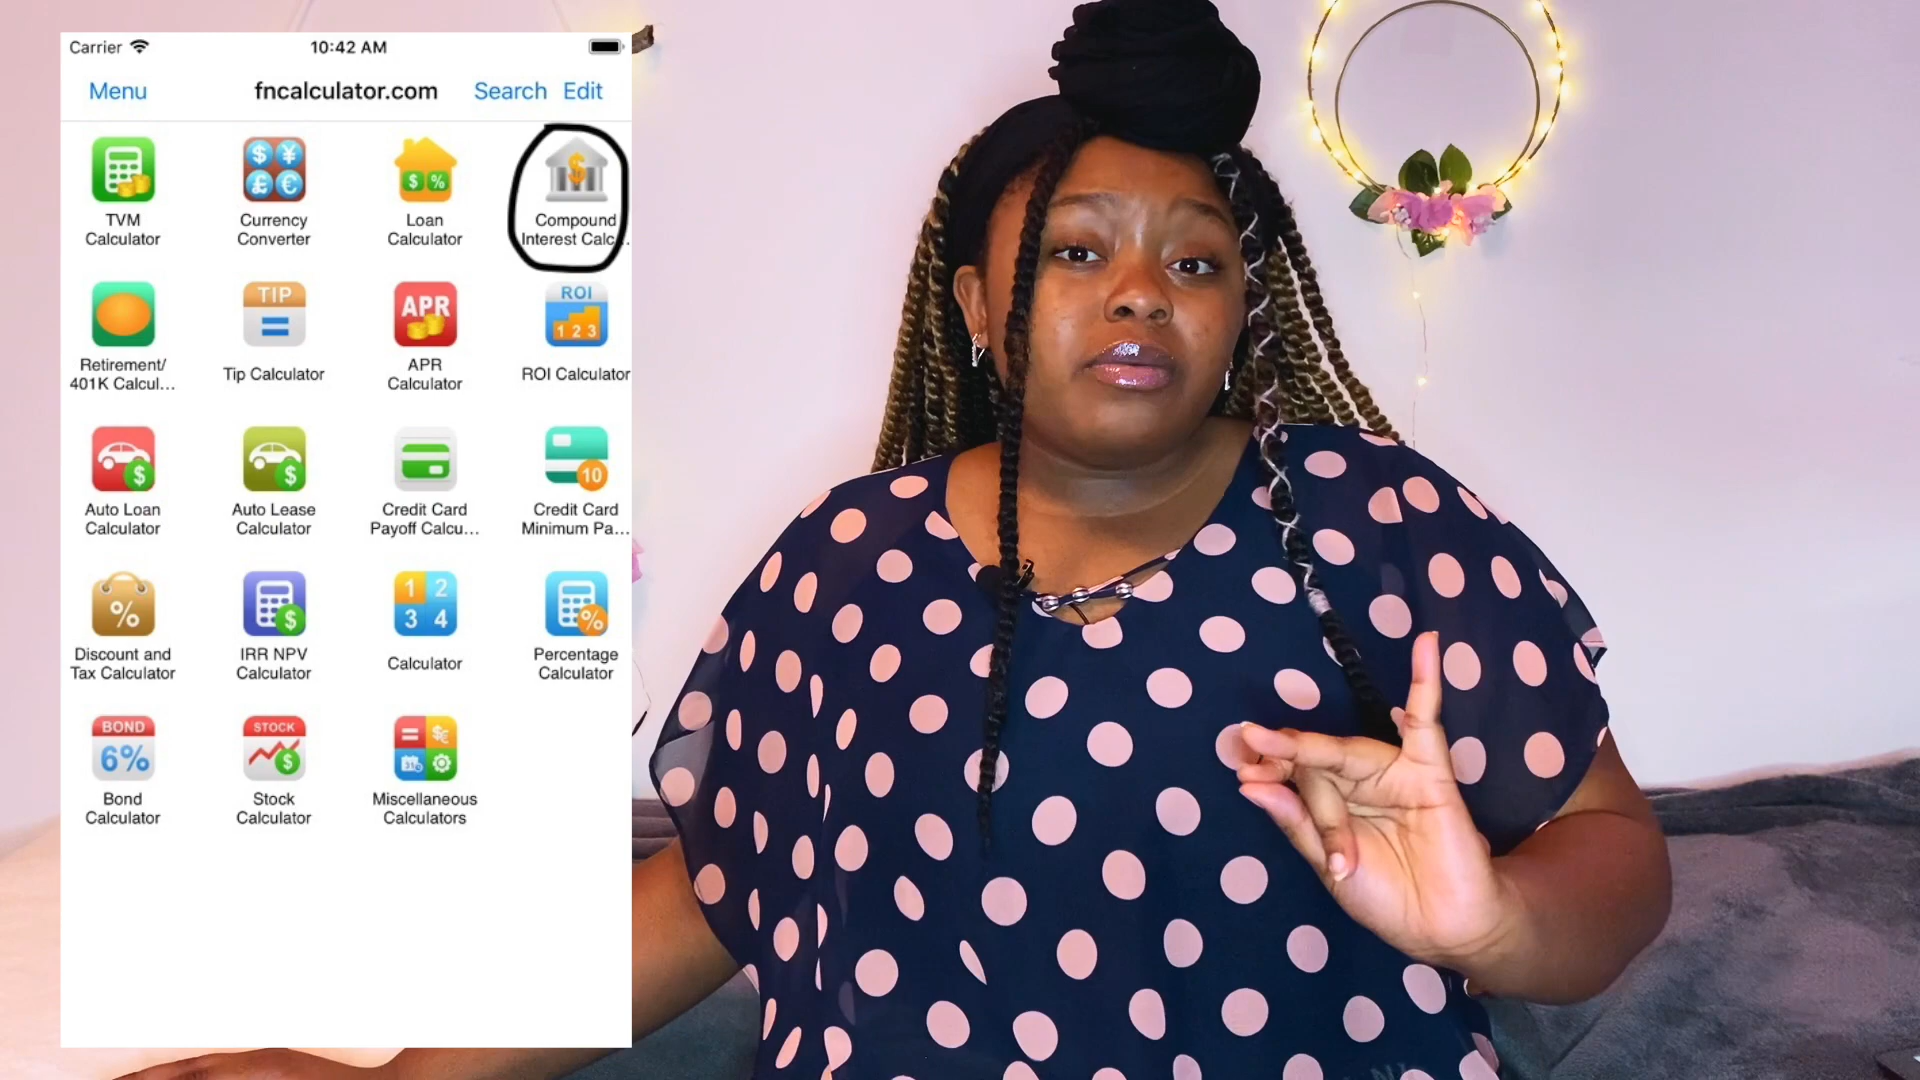 Carrier 10:42 AM
Menu fncalculator.com Search Edit
TVM
Calculator
Currency
Converter
Loan
Calculator
Compound
Interest Calc...
Retirement/
401K Calcul...
TIP
Tip Calculator
APR
APR
Calculator
ROI
1 2 3
ROI Calculator
Auto Loan
Calculator
Auto Lease
Calculator
Credit Card
Payoff Calcu...
10
Credit Card
Minimum Pa...
Discount and
Tax Calculator
IRR NPV
Calculator
1 2
3 4
Calculator
Percentage
Calculator
BOND
6%
Bond
Calculator
STOCK
Stock
Calculator
Miscellaneous
Calculators